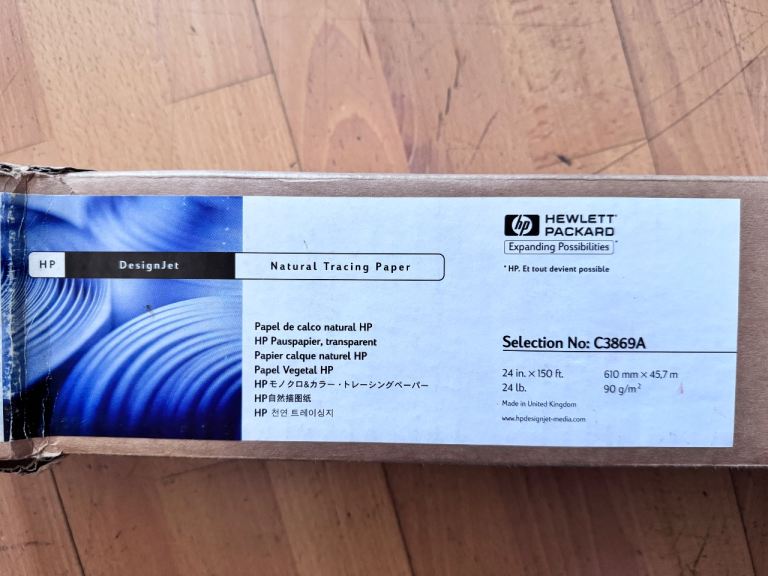 HP DesignJet Natural Tracing Paper
hp HEWLETT®
PACKARD
Expanding Possibilities*
* HP. Et tout devient possible
Papel de calco natural HP
HP Pauspapier, transparent
Papier calque naturel HP
Papel Vegetal HP
HPモノクロ&カラー・トレーシングペーパー
HP自然描图纸
HP 천연 트레이싱지
Selection No: C3869A
24 in. × 150 ft. 610 mm × 45,7 m
24 lb. 90 g/m²
Made in United Kingdom
www.hpdesignjet-media.com